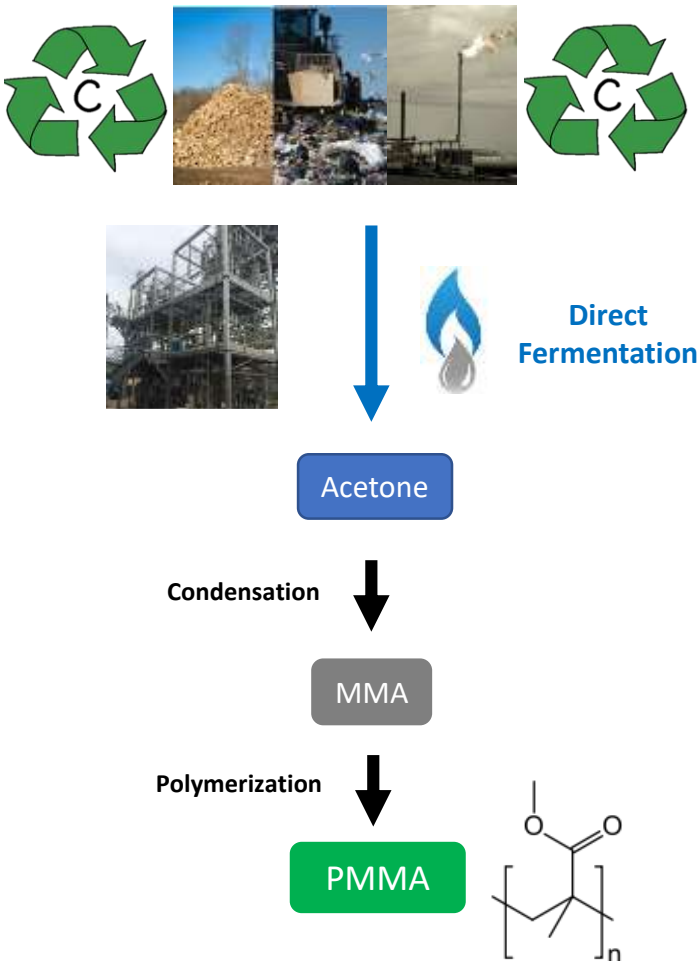 C
C
Direct
Fermentation
Acetone
Condensation
MMA
Polymerization
PMMA
O
O
n